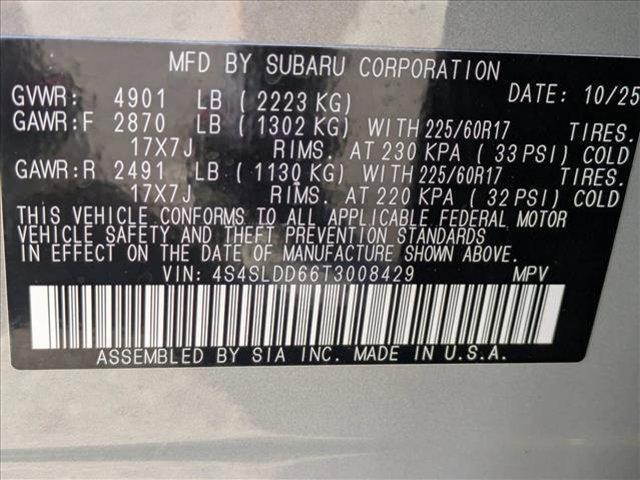 MFD BY SUBARU CORPORATION
DATE: 10/25
GVWR: 4901 LB ( 2223 KG)
GAWR:F 2870 LB ( 1302 KG) WITH 225/60R17 TIRES.
17X7J RIMS. AT 230 KPA ( 33 PSI) COLD
GAWR:R 2491 LB ( 1130 KG) WITH 225/60R17 TIRES.
17X7J RIMS. AT 220 KPA ( 32 PSI) COLD
THIS VEHICLE CONFORMS TO ALL APPLICABLE FEDERAL MOTOR
VEHICLE SAFETY AND THEFT PREVENTION STANDARDS
IN EFFECT ON THE DATE OF MANUFACTURE SHOWN ABOVE.
VIN: 4S4SLDD66T3008429 MPV
ASSEMBLED BY SIA INC. MADE IN U.S.A.